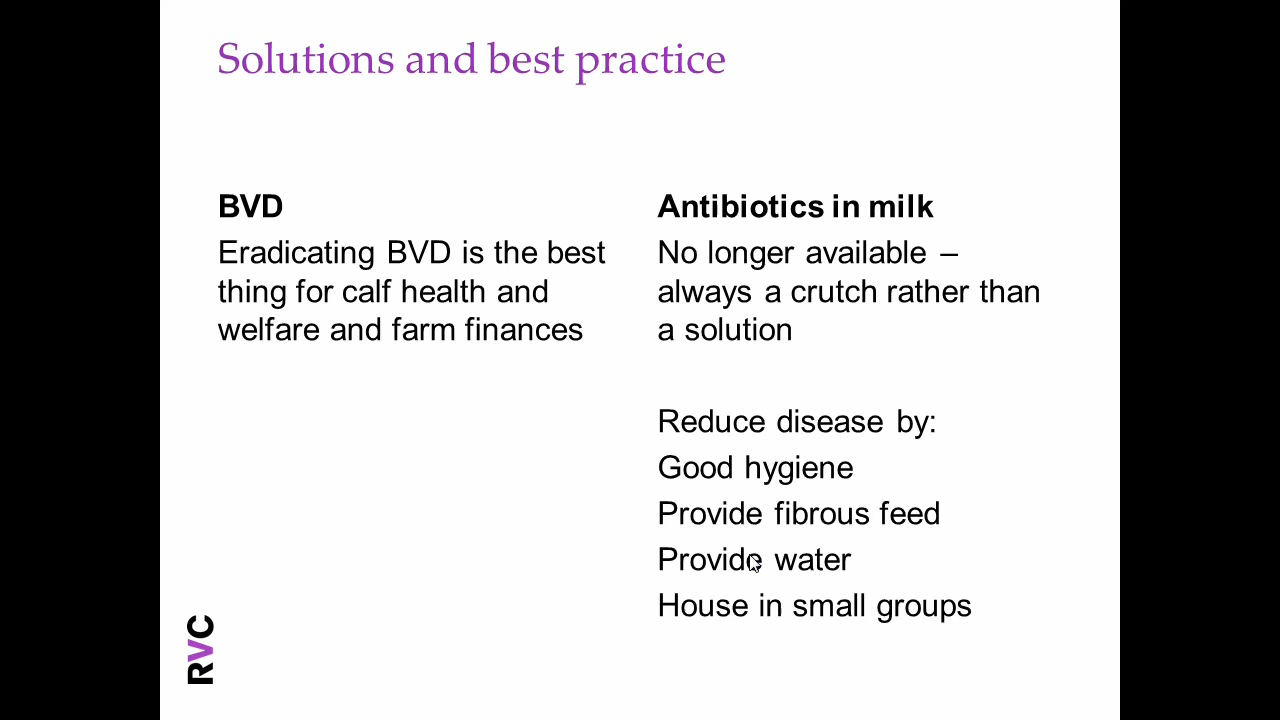 Solutions and best practice
BVD
Eradicating BVD is the best
thing for calf health and
welfare and farm finances
Antibiotics in milk
No longer available –
always a crutch rather than
a solution
Reduce disease by:
Good hygiene
Provide fibrous feed
Provide water
House in small groups
RVC